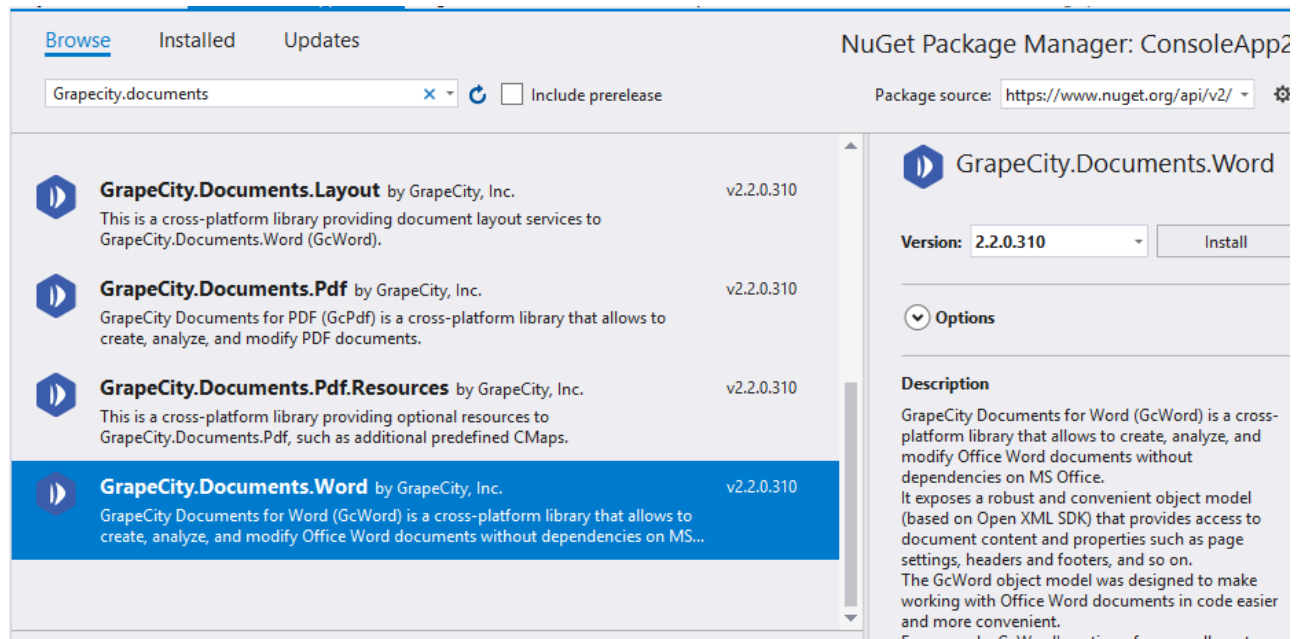 Browse Installed Updates
NuGet Package Manager: ConsoleApp2
Grapecity.documents
Include prerelease
Package source: https://www.nuget.org/api/v2/
GrapeCity.Documents.Layout by GrapeCity, Inc. v2.2.0.310
This is a cross-platform library providing document layout services to
GrapeCity.Documents.Word (GcWord).
GrapeCity.Documents.Pdf by GrapeCity, Inc. v2.2.0.310
GrapeCity Documents for PDF (GcPdf) is a cross-platform library that allows to
create, analyze, and modify PDF documents.
GrapeCity.Documents.Pdf.Resources by GrapeCity, Inc. v2.2.0.310
This is a cross-platform library providing optional resources to
GrapeCity.Documents.Pdf, such as additional predefined CMaps.
GrapeCity.Documents.Word by GrapeCity, Inc. v2.2.0.310
GrapeCity Documents for Word (GcWord) is a cross-platform library that allows to
create, analyze, and modify Office Word documents without dependencies on MS...
GrapeCity.Documents.Word
Version: 2.2.0.310 Install
Options
Description
GrapeCity Documents for Word (GcWord) is a cross-
platform library that allows to create, analyze, and
modify Office Word documents without
dependencies on MS Office.
It exposes a robust and convenient object model
(based on Open XML SDK) that provides access to
document content and properties such as page
settings, headers and footers, and so on.
The GcWord object model was designed to make
working with Office Word documents in code easier
and more convenient.